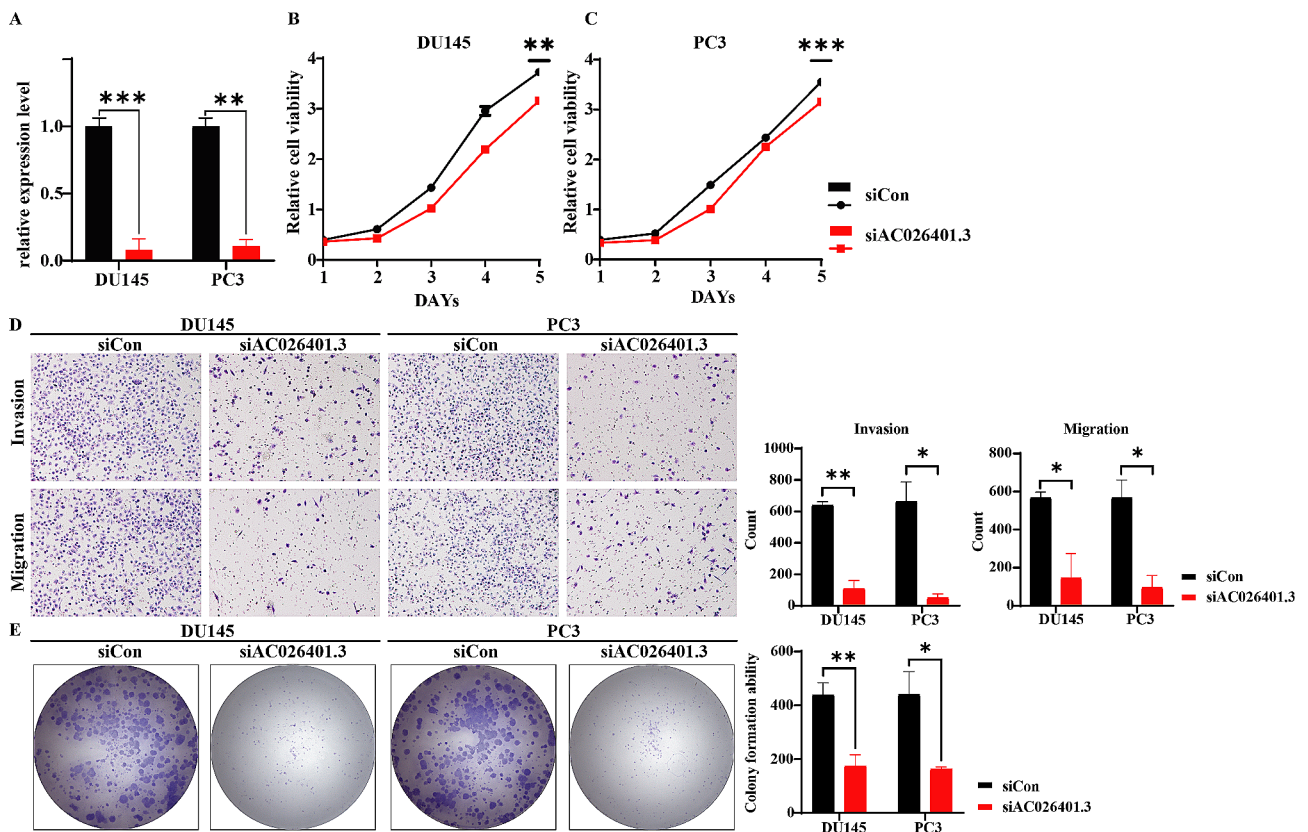 A
relative expression level
1.0
0.5
0.0
***
**
DU145
PC3
B
DU145
**
Relative cell viability
4
3
2
1
0
1
2
3
4
5
DAYs
C
PC3
***
Relative cell viability
4
3
2
1
0
1
2
3
4
5
DAYs
siCon
siAC026401.3
D
DU145
PC3
siCon
siAC026401.3
siCon
siAC026401.3
Invasion
Migration
Invasion
Count
1000
800
600
400
200
0
**
*
DU145
PC3
Migration
Count
800
600
400
200
0
*
*
DU145
PC3
siCon
siAC026401.3
E
DU145
PC3
siCon
siAC026401.3
siCon
siAC026401.3
Colony formation ability
600
400
200
0
**
*
DU145
PC3
siCon
siAC026401.3